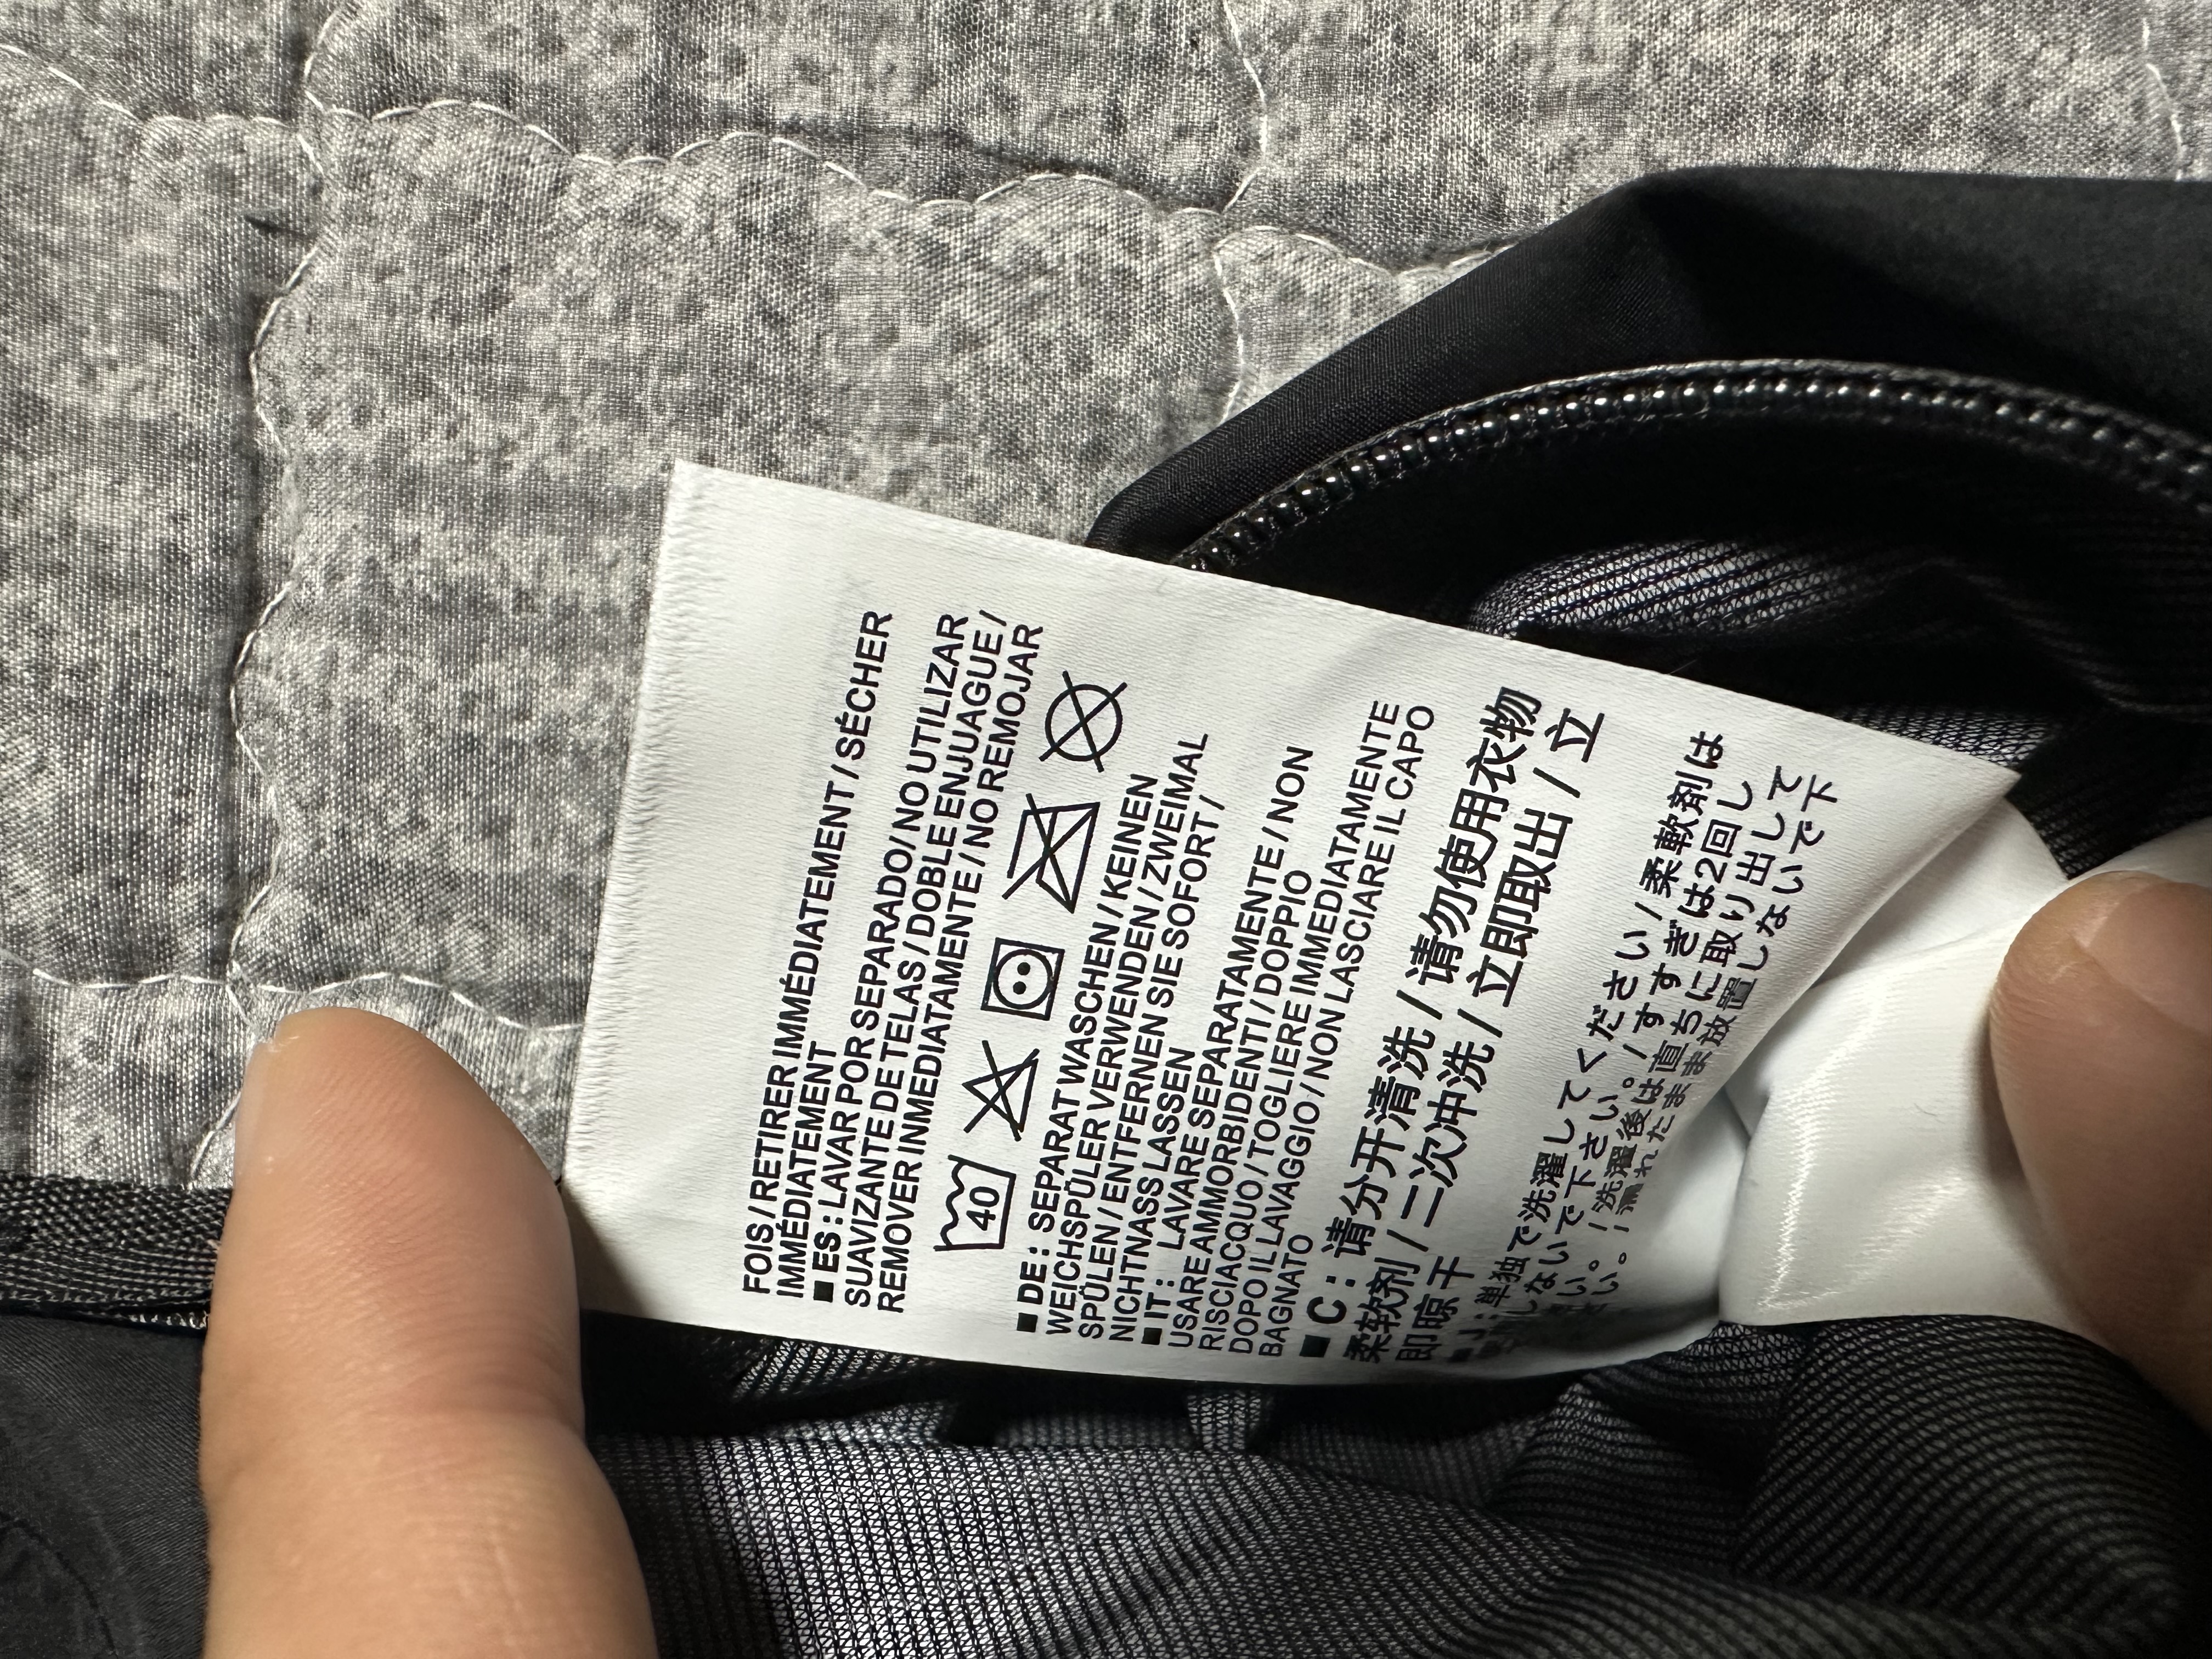 FOIS / RETIRER IMMÉDIATEMENT / SÉCHER
IMMÉDIATEMENT
■ ES : LAVAR POR SEPARADO / NO UTILIZAR
SUAVIZANTE DE TELAS / DOBLE ENJUAGUE /
REMOVER INMEDIATAMENTE / NO REMOJAR
40
■ DE : SEPARAT WASCHEN / KEINEN
WEICHSPÜLER VERWENDEN / ZWEIMAL
SPÜLEN / ENTFERNEN SIE SOFORT /
NICHTNASS LASSEN
■ IT : LAVARE SEPARATAMENTE / NON
USARE AMMORBIDENTI / DOPPIO
RISCIACQUO / TOGLIERE IMMEDIATAMENTE
DOPO IL LAVAGGIO / NON LASCIARE IL CAPO
BAGNATO
■ C : 请分开清洗 / 请勿使用衣物
柔软剂 / 二次冲洗 / 立即取出 / 立
即晾干
■ J : 単独で洗濯してください / 柔軟剤は
しないで下さい。/ すすぎは2回し
い。/ 洗濯後は直ちに取り出して
い。/ 濡れたまま放置しないで下